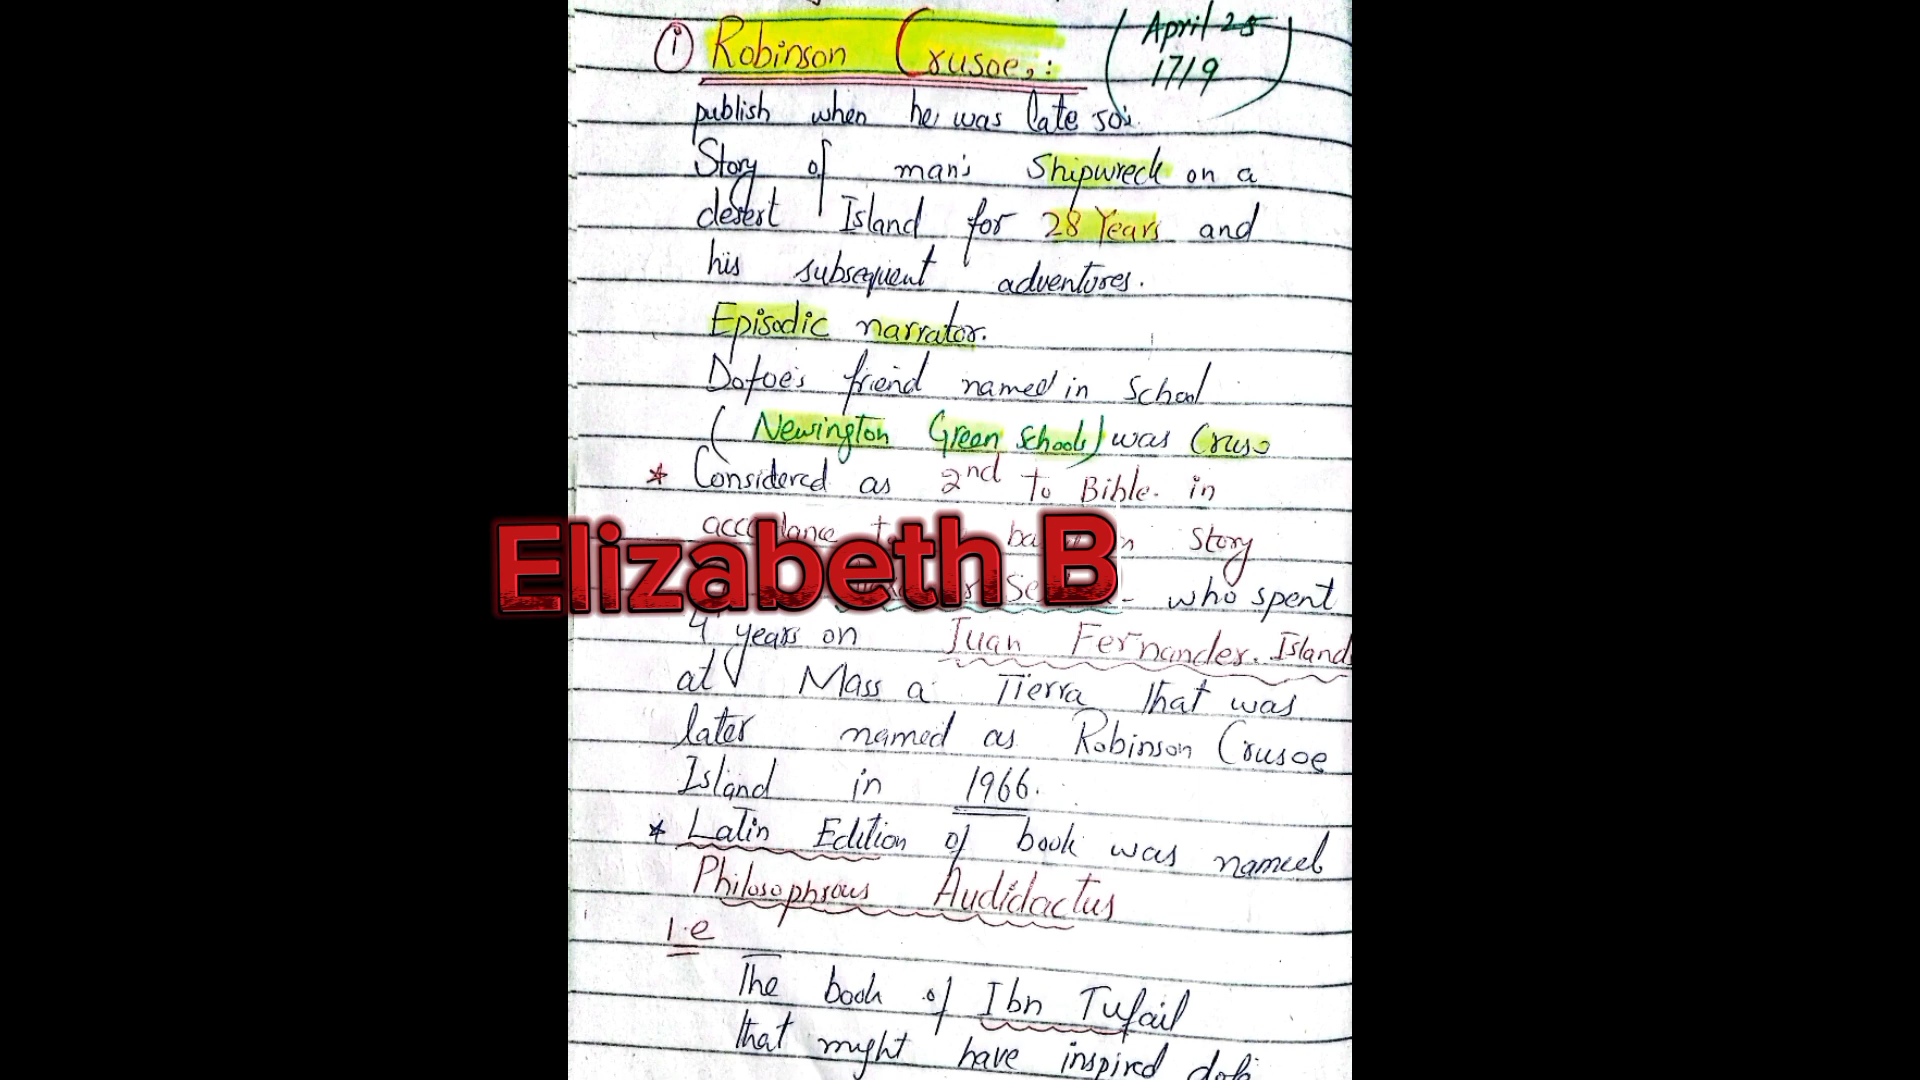 ① Robinson Crusoe,:
(April 25
1719)
publish when he was late 50's.
Story of man's Shipwreck on a
desert Island for 28 Years and
his subsequent adventures.
Episodic narrator.
Dofoe's friend named in School
(Newington Green Schools) was Cruso
* Considered as 2nd to Bible. in
story
Elizabeth B
who spent
4 years on Juan Fernander. Island
at Mass a Tierra that was
later named as Robinson Crusoe
Island in 1966.
* Latin Edition of book was named
Philosophrous Audidactus
I.e
The book of Ibn Tufail
that might have inspired